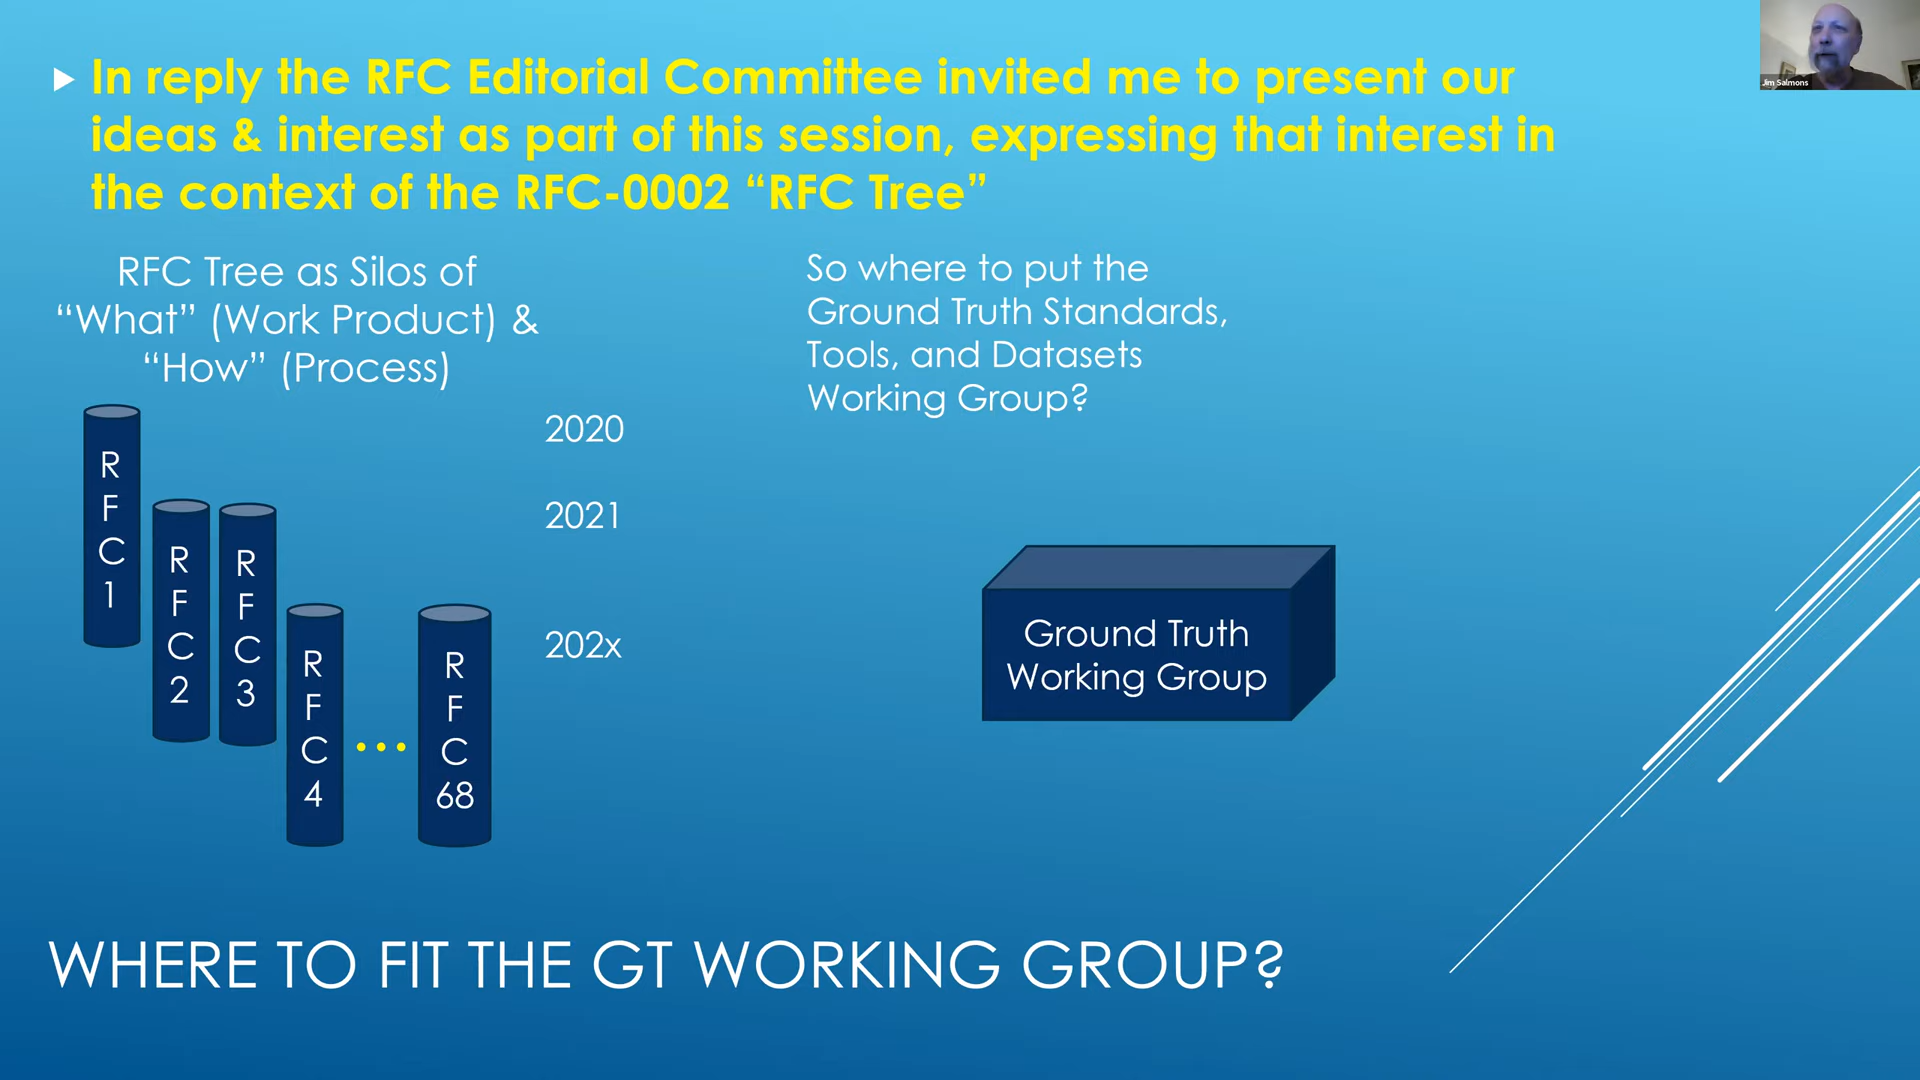 In reply the RFC Editorial Committee invited me to present our
ideas & interest as part of this session, expressing that interest in
the context of the RFC-0002 “RFC Tree”
RFC Tree as Silos of
“What” (Work Product) &
“How” (Process)
So where to put the
Ground Truth Standards,
Tools, and Datasets
Working Group?
2020
2021
202x
R
F
C
1
R
F
C
2
R
F
C
3
R
F
C
4
...
R
F
C
68
Ground Truth
Working Group
WHERE TO FIT THE GT WORKING GROUP?
Jim Salmons